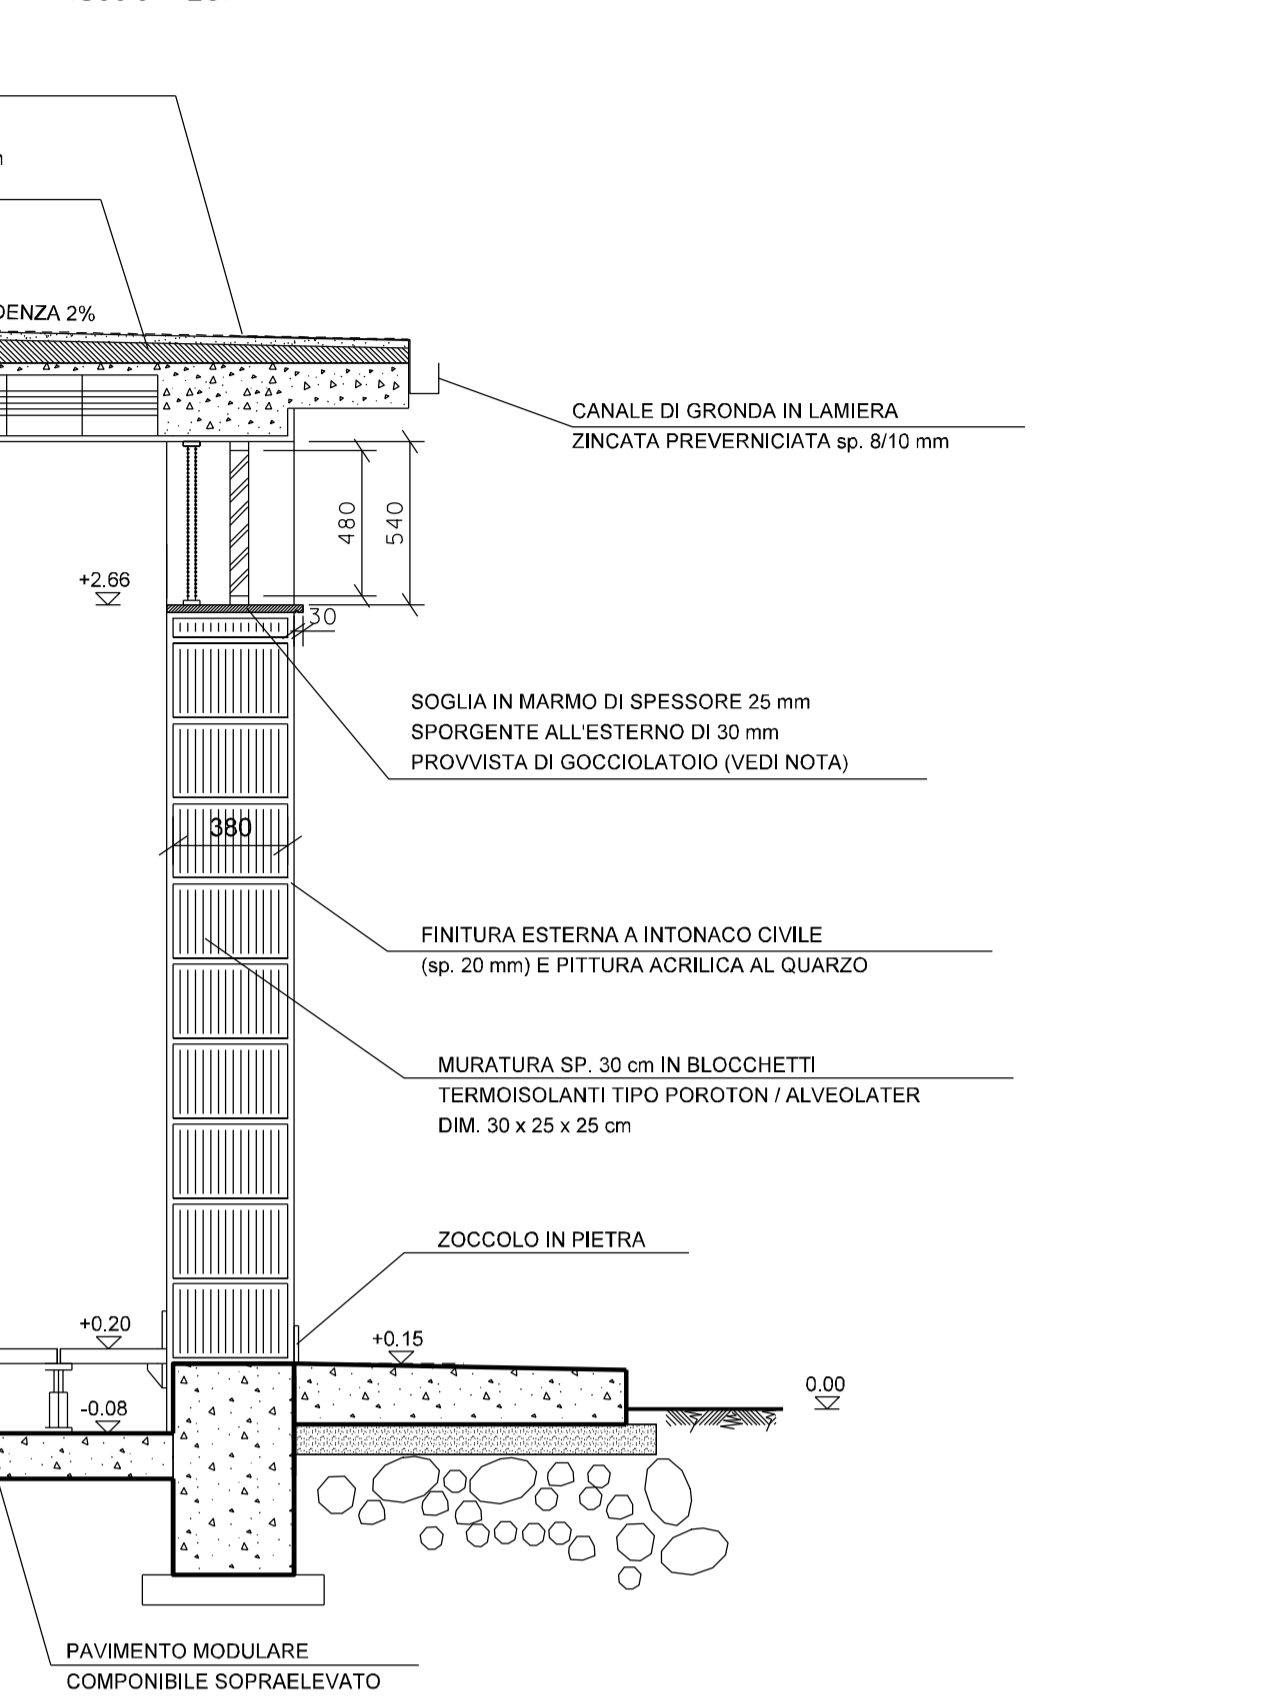 DENZA 2%
CANALE DI GRONDA IN LAMIERA
ZINCATA PREVERNICIATA sp. 8/10 mm
480
540
+2.66
30
SOGLIA IN MARMO DI SPESSORE 25 mm
SPORGENTE ALL'ESTERNO DI 30 mm
PROVVISTA DI GOCCIOLATOIO (VEDI NOTA)
380
FINITURA ESTERNA A INTONACO CIVILE
(sp. 20 mm) E PITTURA ACRILICA AL QUARZO
MURATURA SP. 30 cm IN BLOCCHETTI
TERMOISOLANTI TIPO POROTON / ALVEOLATER
DIM. 30 x 25 x 25 cm
ZOCCOLO IN PIETRA
+0.20
+0.15
0.00
-0.08
PAVIMENTO MODULARE
COMPONIBILE SOPRAELEVATO